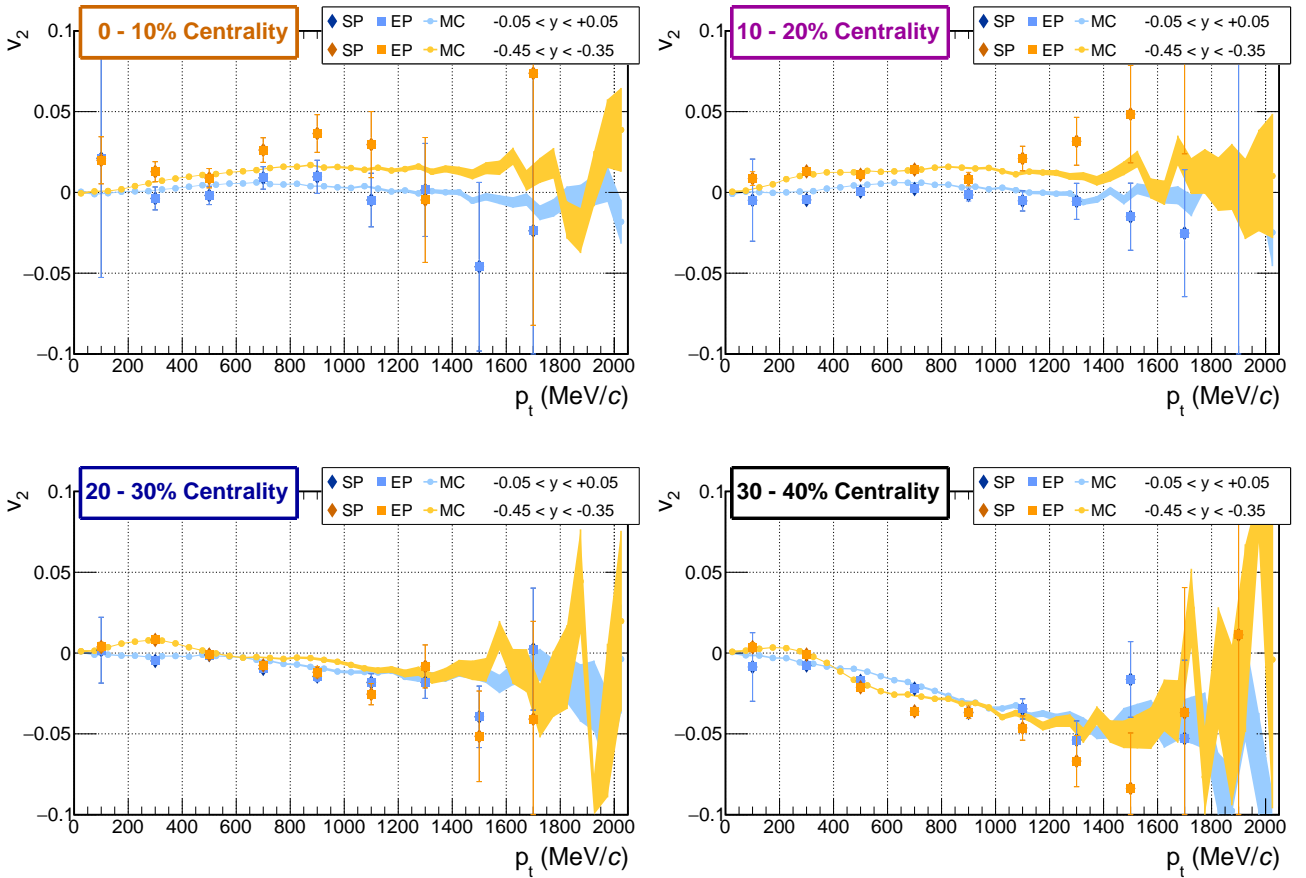 0 - 10% Centrality
SP EP MC -0.05 < y < +0.05
SP EP MC -0.45 < y < -0.35
v2
0.1
0.05
0
−0.05
−0.1
0 200 400 600 800 1000 1200 1400 1600 1800 2000
pt (MeV/c)
10 - 20% Centrality
SP EP MC -0.05 < y < +0.05
SP EP MC -0.45 < y < -0.35
v2
0.1
0.05
0
−0.05
−0.1
0 200 400 600 800 1000 1200 1400 1600 1800 2000
pt (MeV/c)
20 - 30% Centrality
SP EP MC -0.05 < y < +0.05
SP EP MC -0.45 < y < -0.35
v2
0.1
0.05
0
−0.05
−0.1
0 200 400 600 800 1000 1200 1400 1600 1800 2000
pt (MeV/c)
30 - 40% Centrality
SP EP MC -0.05 < y < +0.05
SP EP MC -0.45 < y < -0.35
v2
0.1
0.05
0
−0.05
−0.1
0 200 400 600 800 1000 1200 1400 1600 1800 2000
pt (MeV/c)